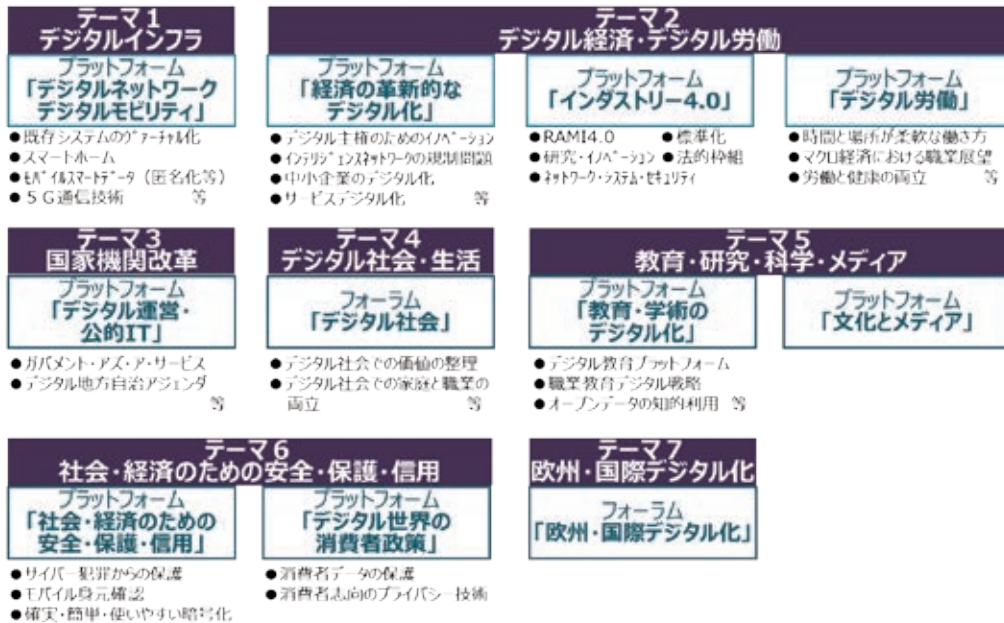 テーマ1
デジタルインフラ
プラットフォーム
「デジタルネットワーク
デジタルモビリティ」
●既存システムのヴァーチャル化
●スマートホーム
●モバイルスマートデータ（匿名化等）
●５Ｇ通信技術 等
テーマ2
デジタル経済・デジタル労働
プラットフォーム
「経済の革新的な
デジタル化」
●デジタル主権のためのイノベーション
●インテリジェンスネットワークの規制問題
●中小企業のデジタル化
●サービスデジタル化 等
プラットフォーム
「インダストリー4.0」
●RAMI4.0 ●標準化
●研究・イノベーション ●法的枠組
●ネットワーク・システム・セキュリティ
プラットフォーム
「デジタル労働」
●時間と場所が柔軟な働き方
●マクロ経済における職業展望
●労働と健康の両立 等
テーマ3
国家機関改革
プラットフォーム
「デジタル運営・
公的IT」
●ガバメント・アズ・ア・サービス
●デジタル地方自治アジェンダ
等
テーマ4
デジタル社会・生活
フォーラム
「デジタル社会」
●デジタル社会での価値の整理
●デジタル社会での家庭と職業の
両立 等
テーマ5
教育・研究・科学・メディア
プラットフォーム
「教育・学術の
デジタル化」
●デジタル教育プラットフォーム
●職業教育デジタル戦略
●オープンデータの知的利用 等
プラットフォーム
「文化とメディア」
テーマ6
社会・経済のための安全・保護・信用
プラットフォーム
「社会・経済のための
安全・保護・信用」
●サイバー犯罪からの保護
●モバイル身元確認
●確実・簡単・使いやすい暗号化
プラットフォーム
「デジタル世界の
消費者政策」
●消費者データの保護
●消費者志向のプライバシー技術
テーマ7
欧州・国際デジタル化
フォーラム
「欧州・国際デジタル化」